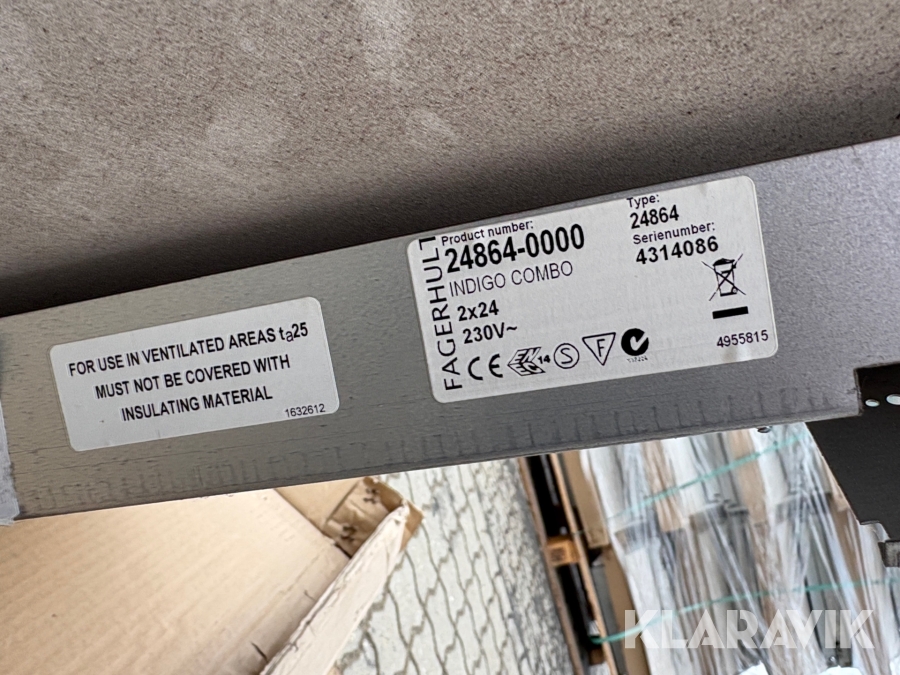 FOR USE IN VENTILATED AREAS ta25
MUST NOT BE COVERED WITH
INSULATING MATERIAL
1632612
FAGERHULT
Product number:
24864-0000
INDIGO COMBO
2x24
230V~
Type:
24864
Serienumber:
4314086
CE
14
S
F
4955815
KLARAVIK